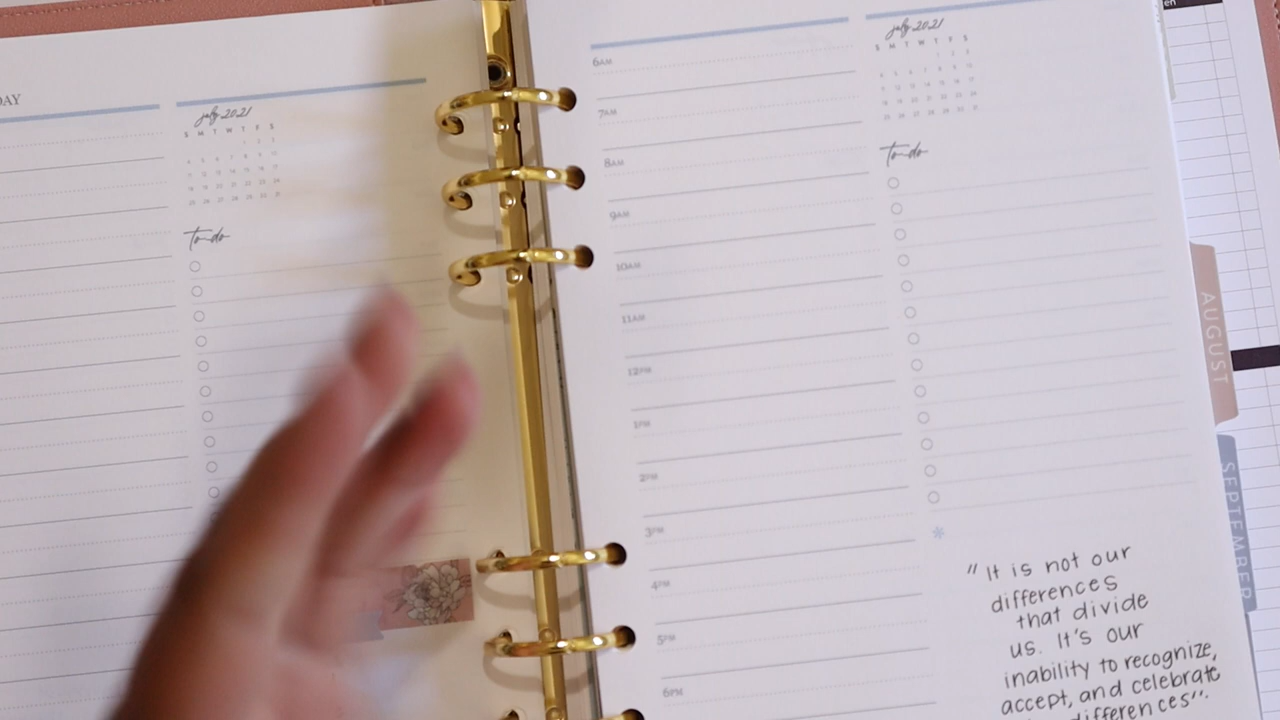 DAY
july 2021
S M T W T F S
to-do
july 2021
S M T W T F S
to-do
6AM
7AM
8AM
9AM
10AM
11AM
12PM
1PM
2PM
3PM
4PM
5PM
6PM
"It is not our
differences
that divide
us. It's our
inability to recognize,
accept, and celebrate
differences".
en
AUGUST
SEPTEMBER